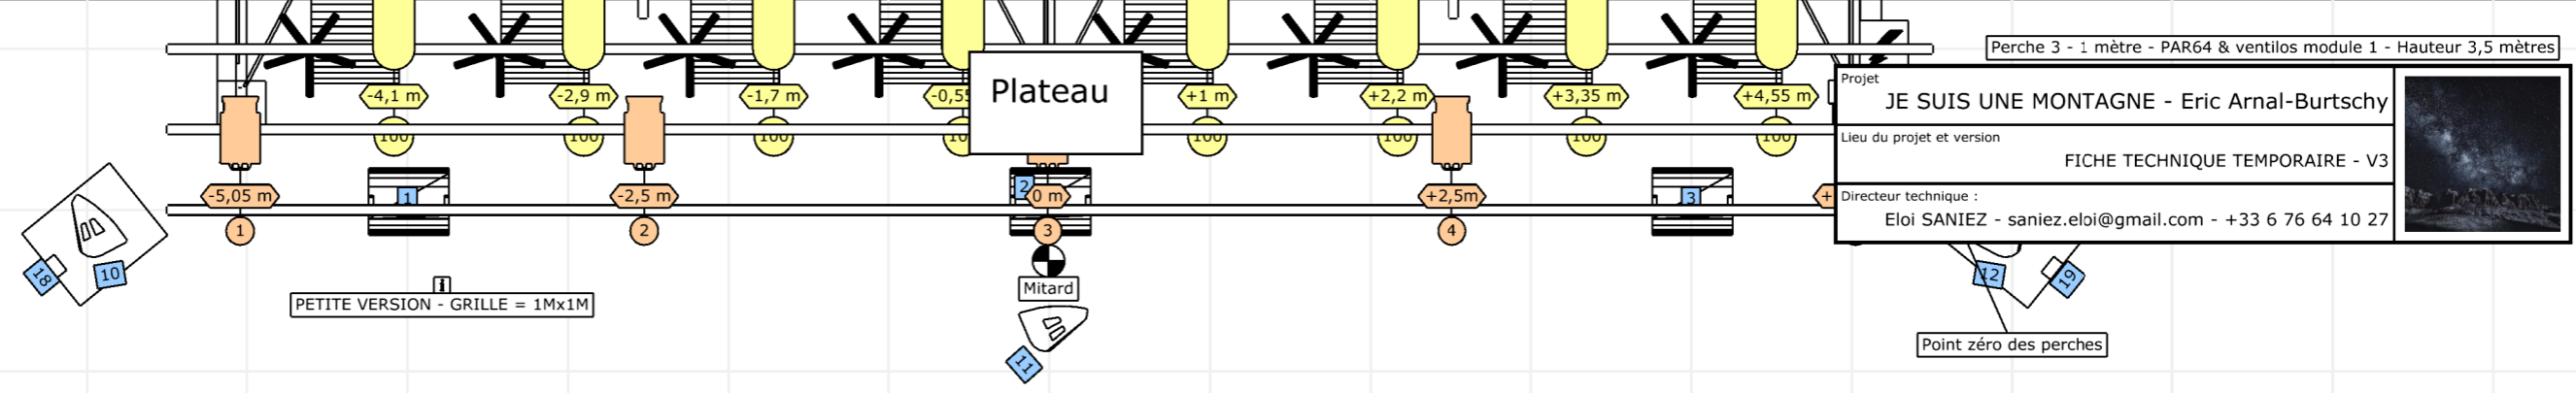 Perche 3 - 1 mètre - PAR64 & ventilos module 1 - Hauteur 3,5 mètres
Projet
JE SUIS UNE MONTAGNE - Eric Arnal-Burtschy
Lieu du projet et version
FICHE TECHNIQUE TEMPORAIRE - V3
Directeur technique :
Eloi SANIEZ - saniez.eloi@gmail.com - +33 6 76 64 10 27
Plateau
-4,1 m
-2,9 m
-1,7 m
-0,55
+1 m
+2,2 m
+3,35 m
+4,55 m
100
100
100
10
100
100
100
100
-5,05 m
1
-2,5 m
2
0 m
+2,5m
3
+
1
2
3
4
18
10
12
19
i
PETITE VERSION - GRILLE = 1Mx1M
Mitard
11
Point zéro des perches